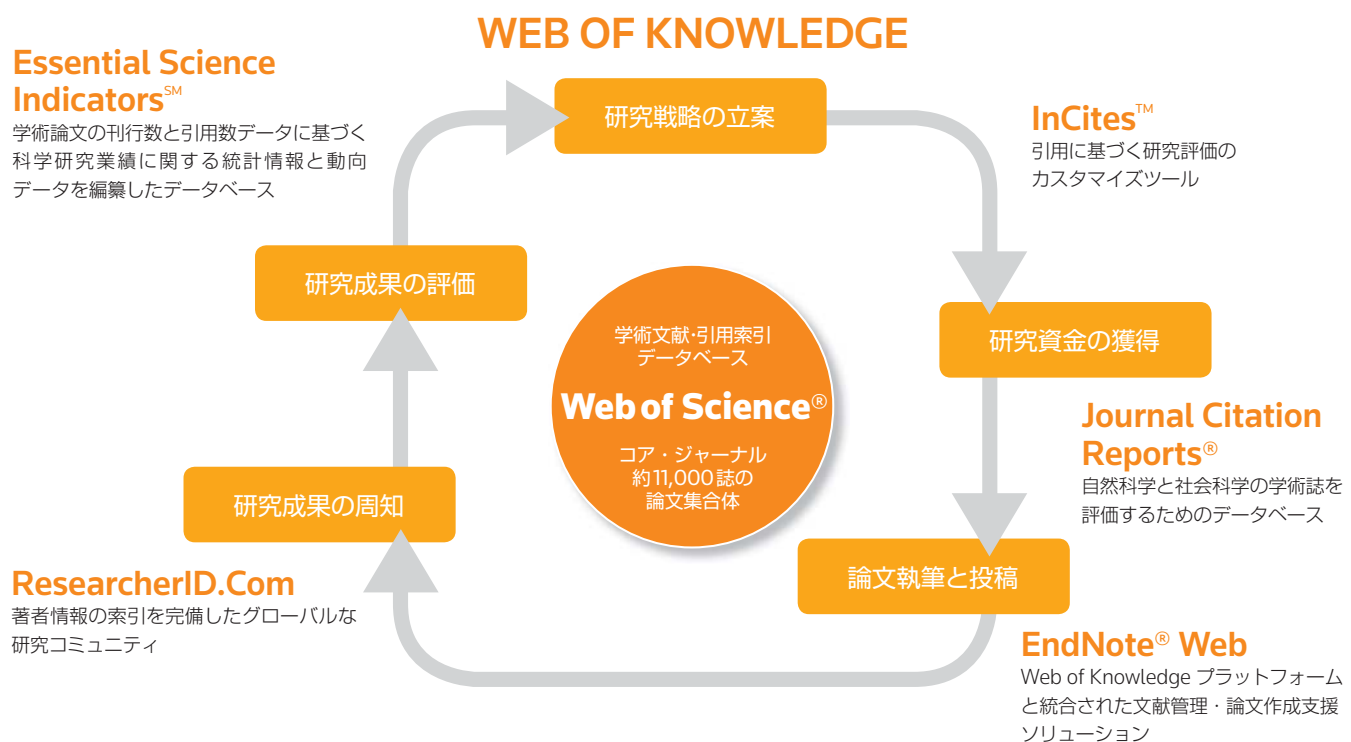 WEB OF KNOWLEDGE
Essential Science
Indicators℠
学術論文の刊行数と引用数データに基づく
科学研究業績に関する統計情報と動向
データを編纂したデータベース
研究戦略の立案
InCites™
引用に基づく研究評価の
カスタマイズツール
研究成果の評価
研究資金の獲得
学術文献・引用索引
データベース
Web of Science®
コア・ジャーナル
約11,000誌の
論文集合体
Journal Citation
Reports®
自然科学と社会科学の学術誌を
評価するためのデータベース
研究成果の周知
論文執筆と投稿
ResearcherID.Com
著者情報の索引を完備したグローバルな
研究コミュニティ
EndNote® Web
Web of Knowledge プラットフォーム
と統合された文献管理・論文作成支援
ソリューション